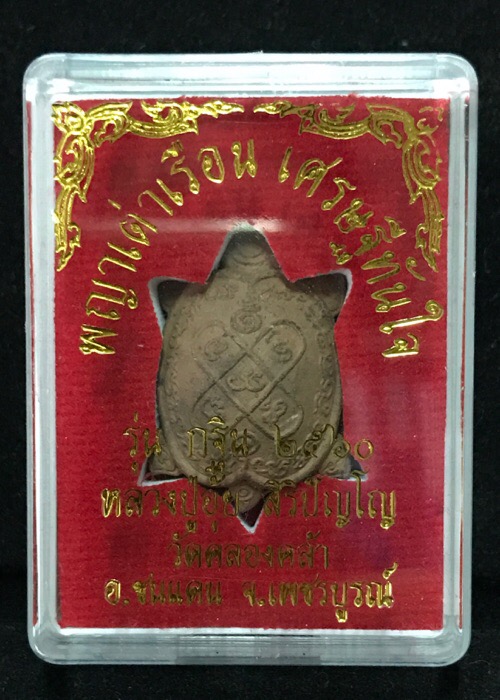 พญาเต่าเรือน เศรษฐีทันใจ
รุ่น กฐิน ๒๕๖๐
หลวงปู่ สิริปัญโญ
วัดคลองคล้า
อ.ชนแดน จ.เพชรบูรณ์